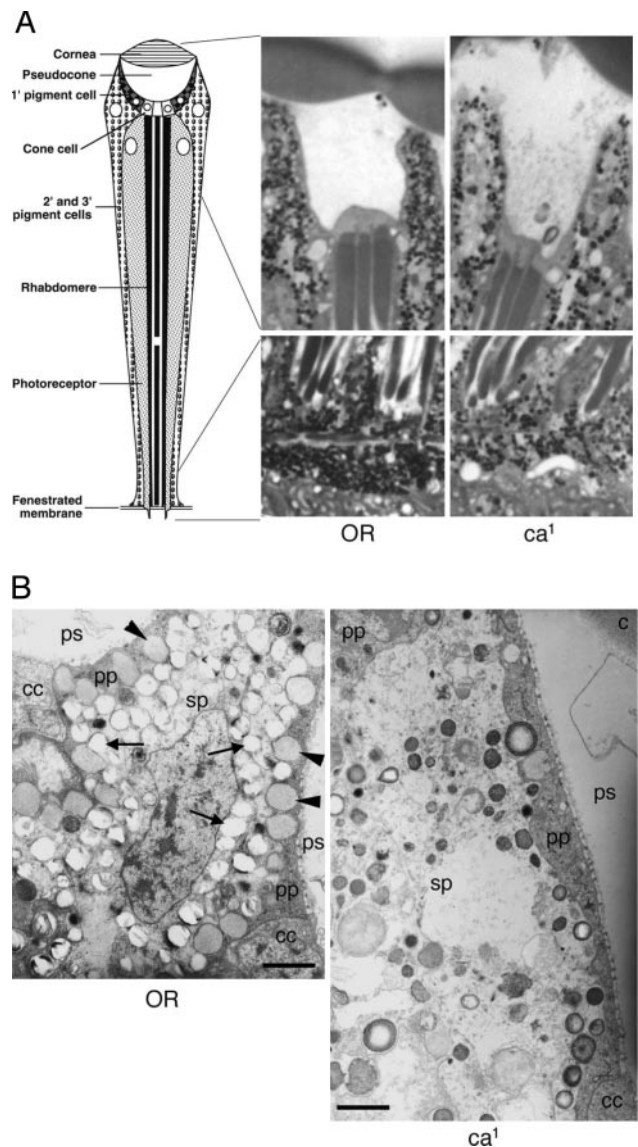 A
Cornea
Pseudocone
1' pigment cell
Cone cell
2' and 3'
pigment cells
Rhabdomere
Photoreceptor
Fenestrated
membrane
OR
ca¹
B
ps
pp
cc
sp
ps
pp
cc
OR
pp
c
ps
pp
sp
cc
ca¹